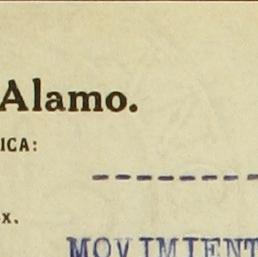 Alamo.
ICA:
--------
x.
MOVIMIENT